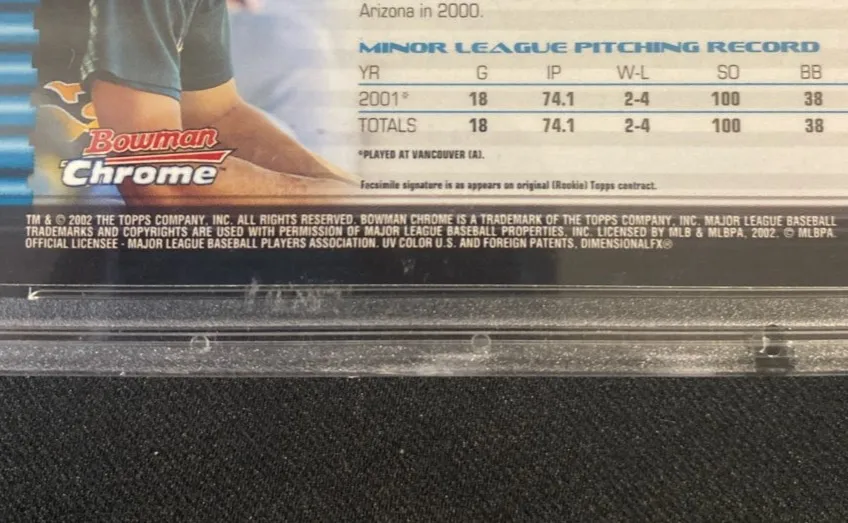 Arizona in 2000.
MINOR LEAGUE PITCHING RECORD
YR G IP W-L SO BB
2001* 18 74.1 2-4 100 38
TOTALS 18 74.1 2-4 100 38
*PLAYED AT VANCOUVER (A).
Facsimile signature is as appears on original (Rookie) Topps contract.
Bowman
Chrome
TM & © 2002 THE TOPPS COMPANY, INC. ALL RIGHTS RESERVED. BOWMAN CHROME IS A TRADEMARK OF THE TOPPS COMPANY, INC. MAJOR LEAGUE BASEBALL
TRADEMARKS AND COPYRIGHTS ARE USED WITH PERMISSION OF MAJOR LEAGUE BASEBALL PROPERTIES, INC. LICENSED BY MLB & MLBPA, 2002. © MLBPA
OFFICIAL LICENSEE - MAJOR LEAGUE BASEBALL PLAYERS ASSOCIATION. UV COLOR U.S. AND FOREIGN PATENTS, DIMENSIONALFX®